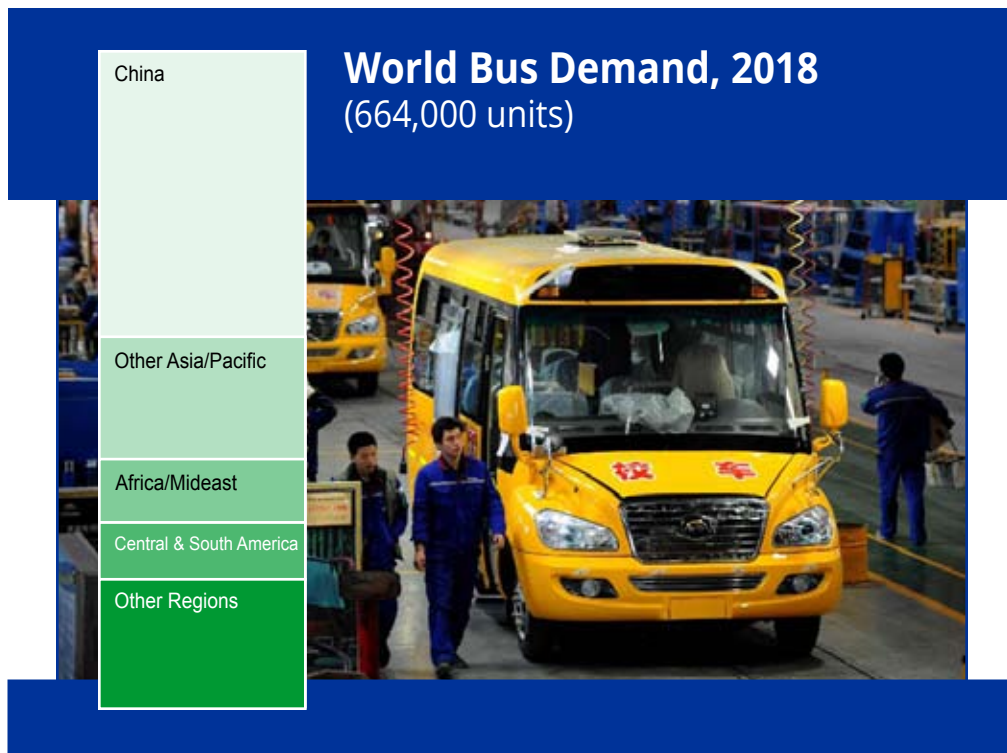 World Bus Demand, 2018
(664,000 units)
China
Other Asia/Pacific
Africa/Mideast
Central & South America
Other Regions
校车